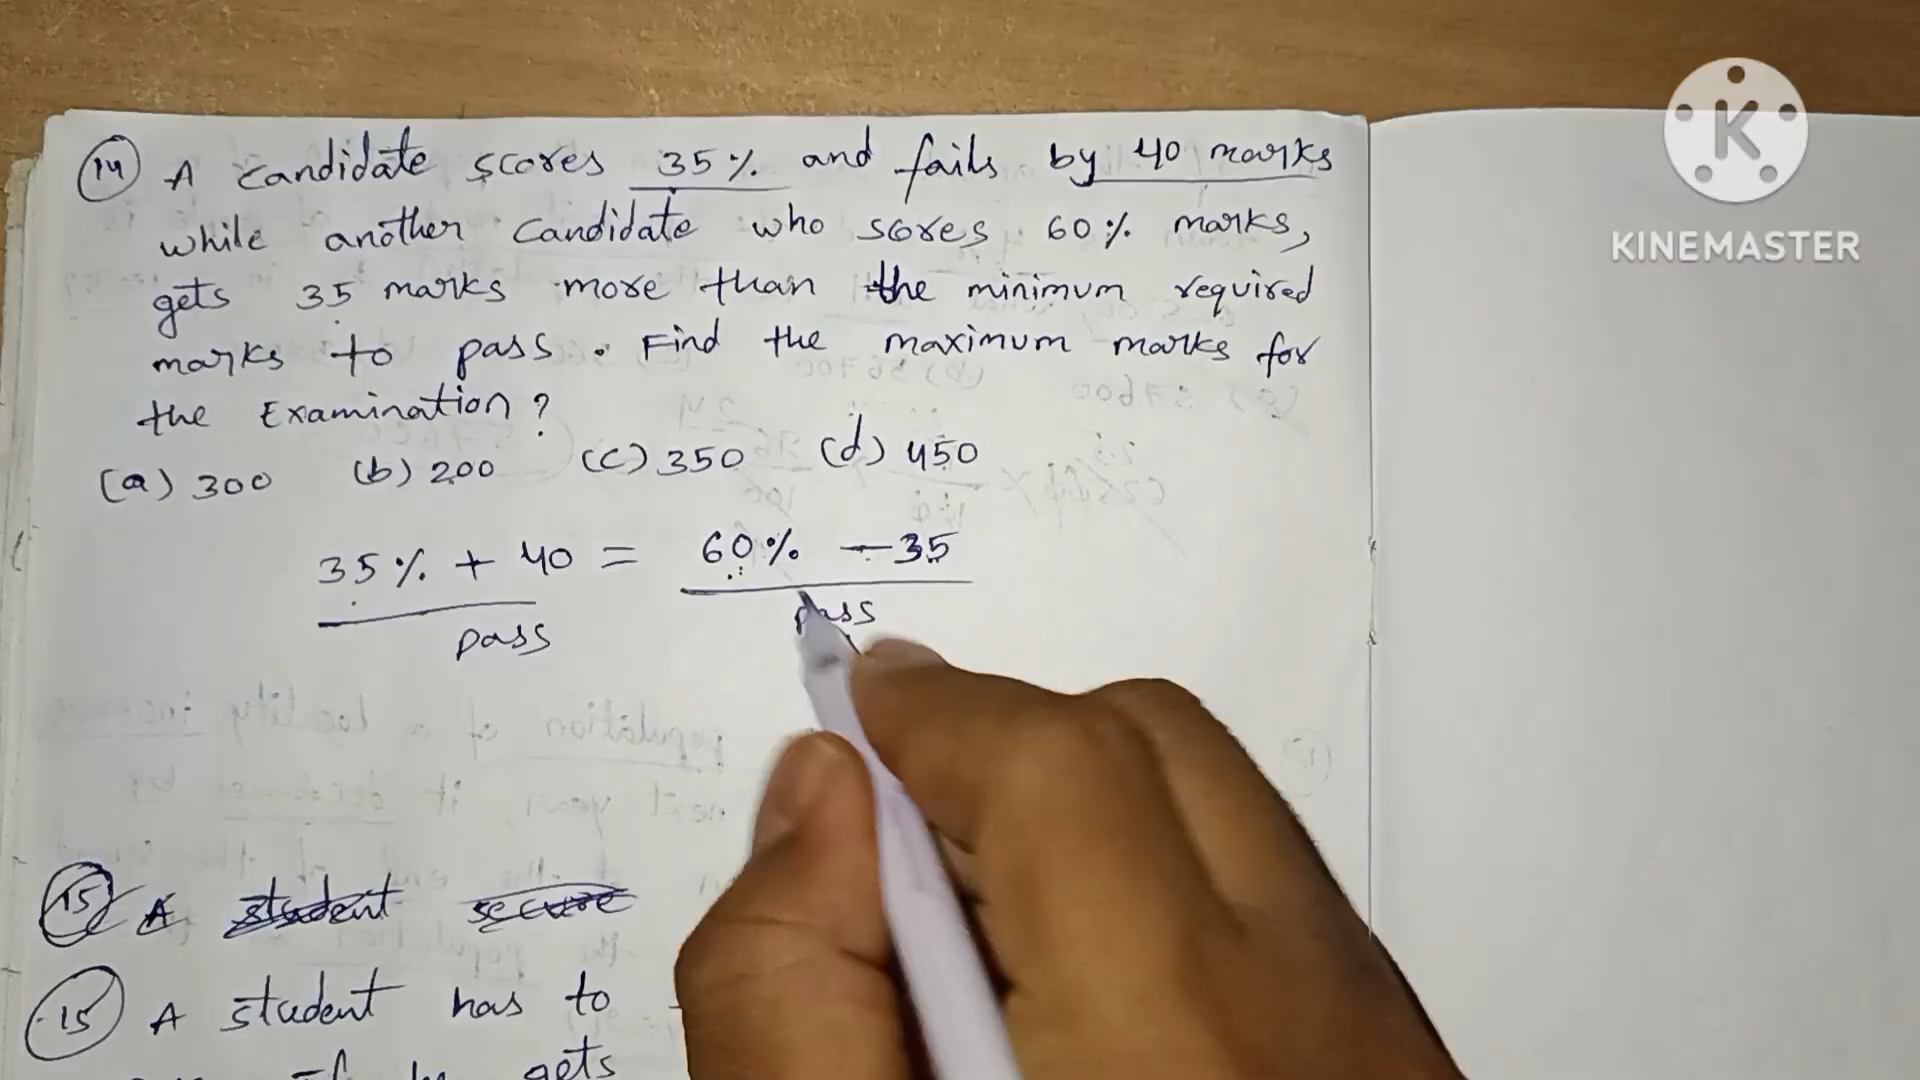 14 A candidate scores 35% and fails by 40 marks
while another candidate who scores 60% marks,
gets 35 marks more than the minimum required
marks to pass. Find the maximum marks for
the Examination?
(a) 300 (b) 200 (c) 350 (d) 450
35% + 40 = 60% - 35
pass pass
15 A student secure
15 A student has to
gets
K
KINEMASTER